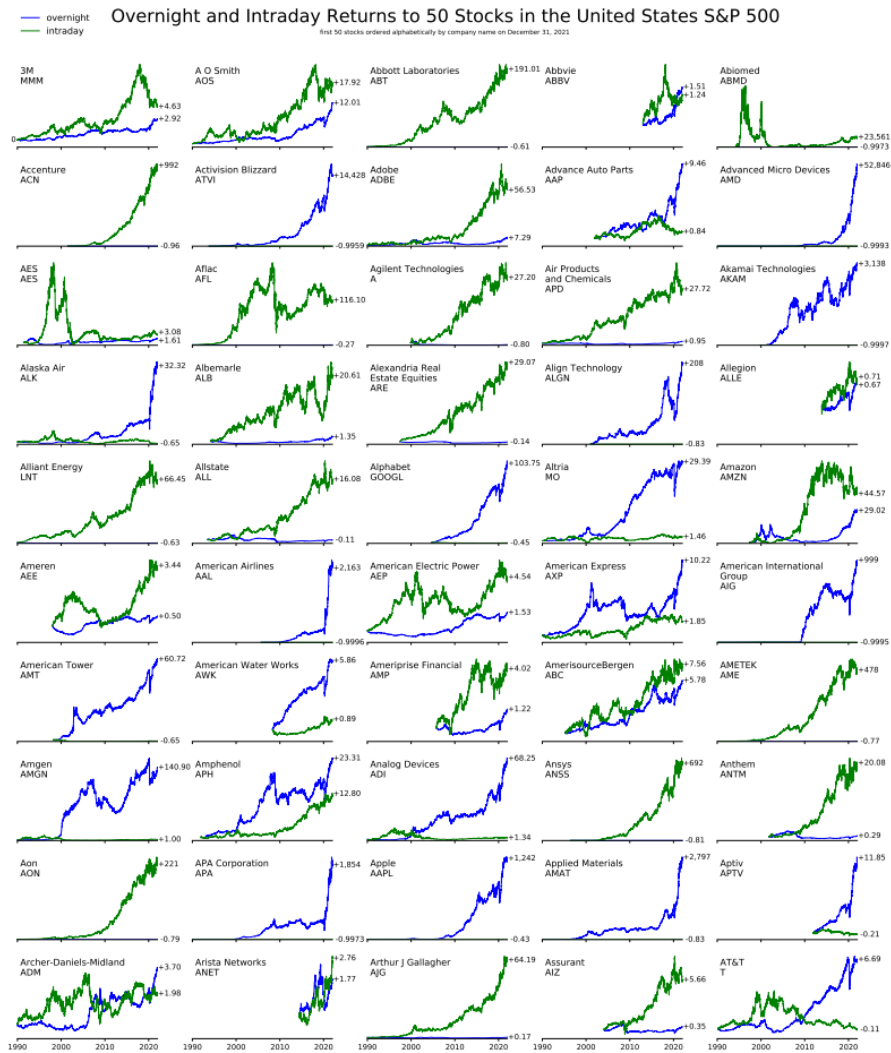 overnight
intraday
Overnight and Intraday Returns to 50 Stocks in the United States S&P 500
first 50 stocks ordered alphabetically by company name on December 31, 2021
3M
MMM
+4.63
+2.92
0
A O Smith
AOS
+17.92
+12.01
Abbott Laboratories
ABT
+191.01
-0.61
Abbvie
ABBV
+1.51
+1.24
Abiomed
ABMD
+23,561
-0.9973
Accenture
ACN
+992
-0.96
Activision Blizzard
ATVI
+14,428
-0.9959
Adobe
ADBE
+56.53
+7.29
Advance Auto Parts
AAP
+9.46
+0.84
Advanced Micro Devices
AMD
+52,846
-0.9993
AES
AES
+3.08
+1.61
Aflac
AFL
+116.10
-0.27
Agilent Technologies
A
+27.20
-0.80
Air Products
and Chemicals
APD
+27.72
+0.95
Akamai Technologies
AKAM
+3,138
-0.9997
Alaska Air
ALK
+32.32
-0.65
Albemarle
ALB
+20.61
+1.35
Alexandria Real
Estate Equities
ARE
+29.07
-0.14
Align Technology
ALGN
+208
-0.83
Allegion
ALLE
+0.71
+0.67
Alliant Energy
LNT
+66.45
-0.63
Allstate
ALL
+16.08
-0.11
Alphabet
GOOGL
+103.75
-0.45
Altria
MO
+29.39
+1.46
Amazon
AMZN
+44.57
+29.02
Ameren
AEE
+3.44
+0.50
American Airlines
AAL
+2,163
-0.9996
American Electric Power
AEP
+4.54
+1.53
American Express
AXP
+10.22
+1.85
American International
Group
AIG
+999
-0.9995
American Tower
AMT
+60.72
-0.65
American Water Works
AWK
+5.86
+0.89
Ameriprise Financial
AMP
+4.02
+1.22
AmerisourceBergen
ABC
+7.56
+5.78
AMETEK
AME
+478
-0.77
Amgen
AMGN
+140.90
+1.00
Amphenol
APH
+23.31
+12.80
Analog Devices
ADI
+68.25
+1.34
Ansys
ANSS
+692
-0.81
Anthem
ANTM
+20.08
+0.29
Aon
AON
+221
-0.79
APA Corporation
APA
+1,854
-0.9973
Apple
AAPL
+1,242
-0.43
Applied Materials
AMAT
+2,797
-0.83
Aptiv
APTV
+11.85
-0.21
Archer-Daniels-Midland
ADM
+3.70
+1.98
Arista Networks
ANET
+2.76
+1.77
Arthur J Gallagher
AJG
+64.19
+0.17
Assurant
AIZ
+5.66
+0.35
AT&T
T
+6.69
-0.11
1990 2000 2010 2020
1990 2000 2010 2020
1990 2000 2010 2020
1990 2000 2010 2020
1990 2000 2010 2020